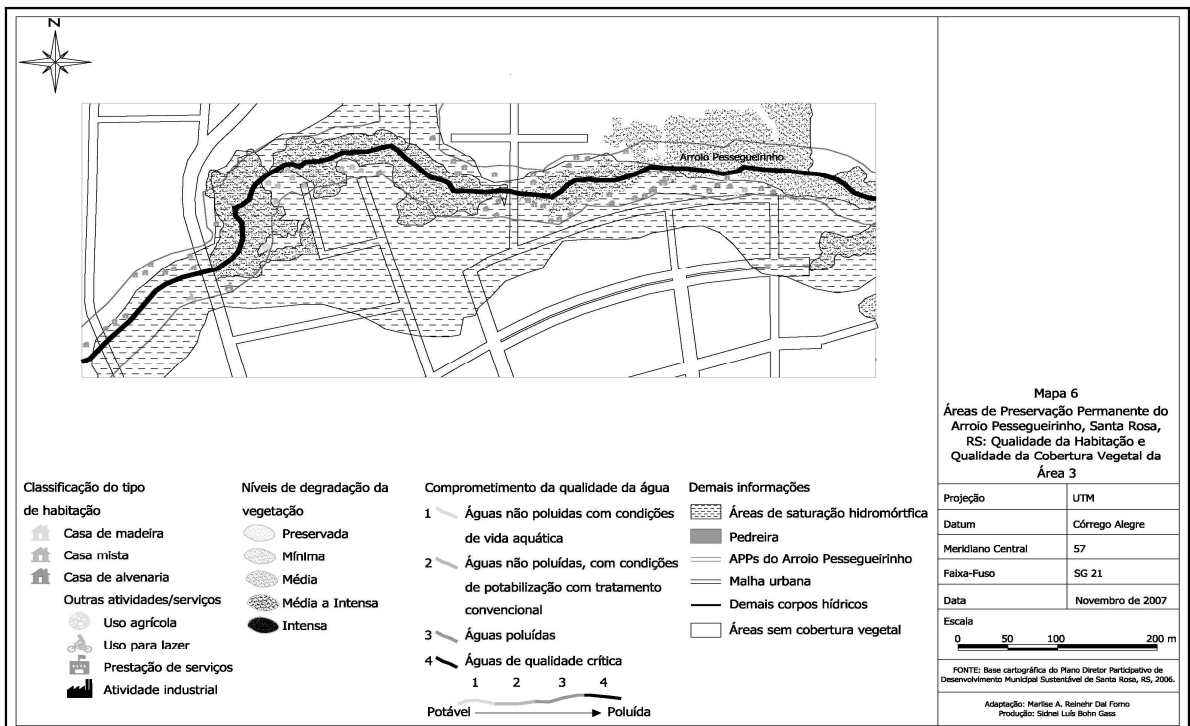 N
Arroio Pessegueirinho
Mapa 6
Áreas de Preservação Permanente do
Arroio Pessegueirinho, Santa Rosa,
RS: Qualidade da Habitação e
Qualidade da Cobertura Vegetal da
Área 3
Projeção UTM
Datum Córrego Alegre
Meridiano Central 57
Faixa-Fuso SG 21
Data Novembro de 2007
Escala
0 50 100 200 m
FONTE: Base cartográfica do Plano Diretor Participativo de
Desenvolvimento Municipal Sustentável de Santa Rosa, RS, 2006.
Adaptação: Marlise A. Reinehr Dal Forno
Produção: Sidnei Luís Bohn Gass
Classificação do tipo
de habitação
Casa de madeira
Casa mista
Casa de alvenaria
Outras atividades/serviços
Uso agrícola
Uso para lazer
Prestação de serviços
Atividade industrial
Níveis de degradação da
vegetação
Preservada
Mínima
Média
Média a Intensa
Intensa
Comprometimento da qualidade da água
1 Águas não poluidas com condições
de vida aquática
2 Águas não poluídas, com condições
de potabilização com tratamento
convencional
3 Águas poluídas
4 Águas de qualidade crítica
1 2 3 4
Potável Poluída
Demais informações
Áreas de saturação hidromórtfica
Pedreira
APPs do Arroio Pessegueirinho
Malha urbana
Demais corpos hídricos
Áreas sem cobertura vegetal